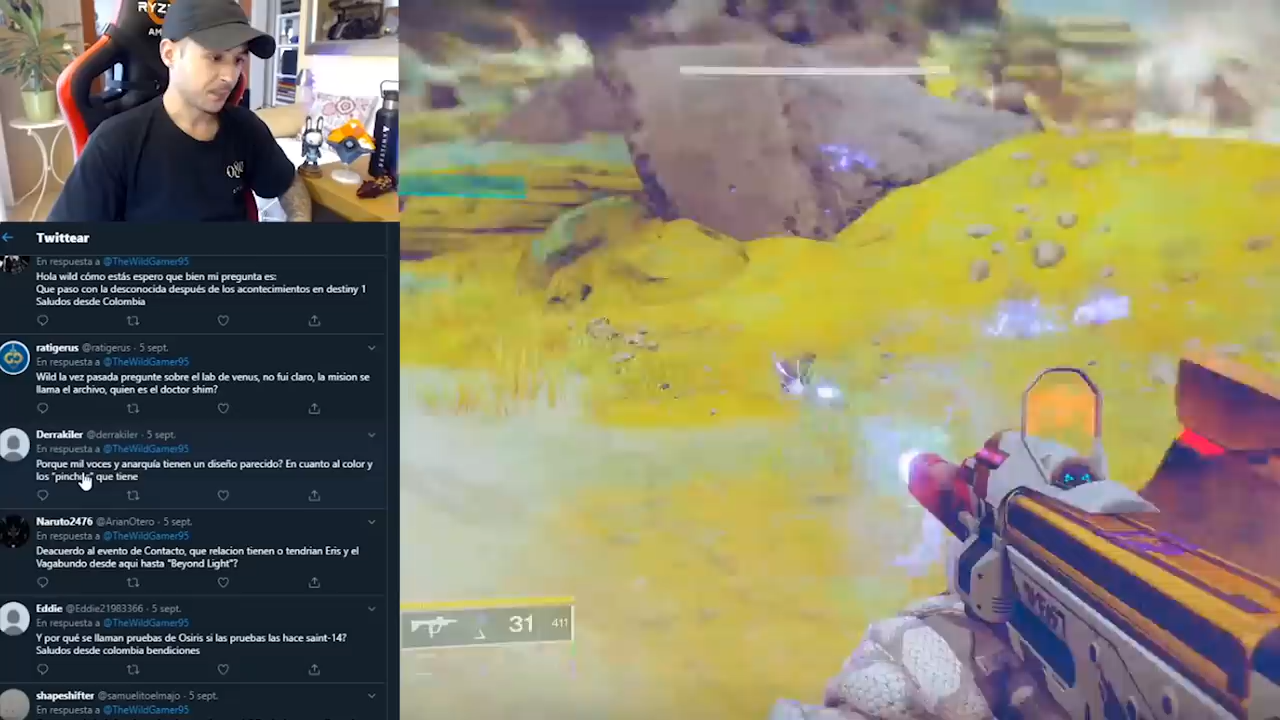 RYZ
AM
DESTINY
Twittear
En respuesta a @TheWildGamer95
Hola wild cómo estás espero que bien mi pregunta es:
Que paso con la desconocida después de los acontecimientos en destiny 1
Saludos desde Colombia
ratigerus @ratigerus · 5 sept.
En respuesta a @TheWildGamer95
Wild la vez pasada pregunte sobre el lab de venus, no fui claro, la mision se
llama el archivo, quien es el doctor shim?
Derrakiler @derrakiler · 5 sept.
En respuesta a @TheWildGamer95
Porque mil voces y anarquía tienen un diseño parecido? En cuanto al color y
los "pinchos" que tiene
Naruto2476 @ArianOtero · 5 sept.
En respuesta a @TheWildGamer95
Deacuerdo al evento de Contacto, que relacion tienen o tendrian Eris y el
Vagabundo desde aqui hasta "Beyond Light"?
Eddie @Eddie21983366 · 5 sept.
En respuesta a @TheWildGamer95
Y por qué se llaman pruebas de Osiris si las pruebas las hace saint-14?
Saludos desde colombia bendiciones
shapeshifter @samuelitoelmajo · 5 sept.
En respuesta a @TheWildGamer95
31 411